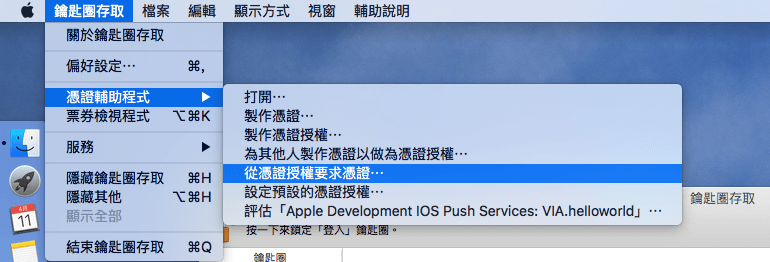 鑰匙圈存取 檔案 編輯 顯示方式 視窗 輔助說明
關於鑰匙圈存取
偏好設定⋯ ⌘,
憑證輔助程式 ▶
票券檢視程式 ⌥⌘K
服務 ▶
隱藏鑰匙圈存取 ⌘H
隱藏其他 ⌥⌘H
顯示全部
結束鑰匙圈存取 ⌘Q
打開⋯
製作憑證⋯
製作憑證授權⋯
為其他人製作憑證以做為憑證授權⋯
從憑證授權要求憑證⋯
設定預設的憑證授權⋯
評估「Apple Development IOS Push Services: VIA.helloworld」⋯
鑰匙圈存取
按一下來鎖定「登入」鑰匙圈。
鑰匙圈
4月
11